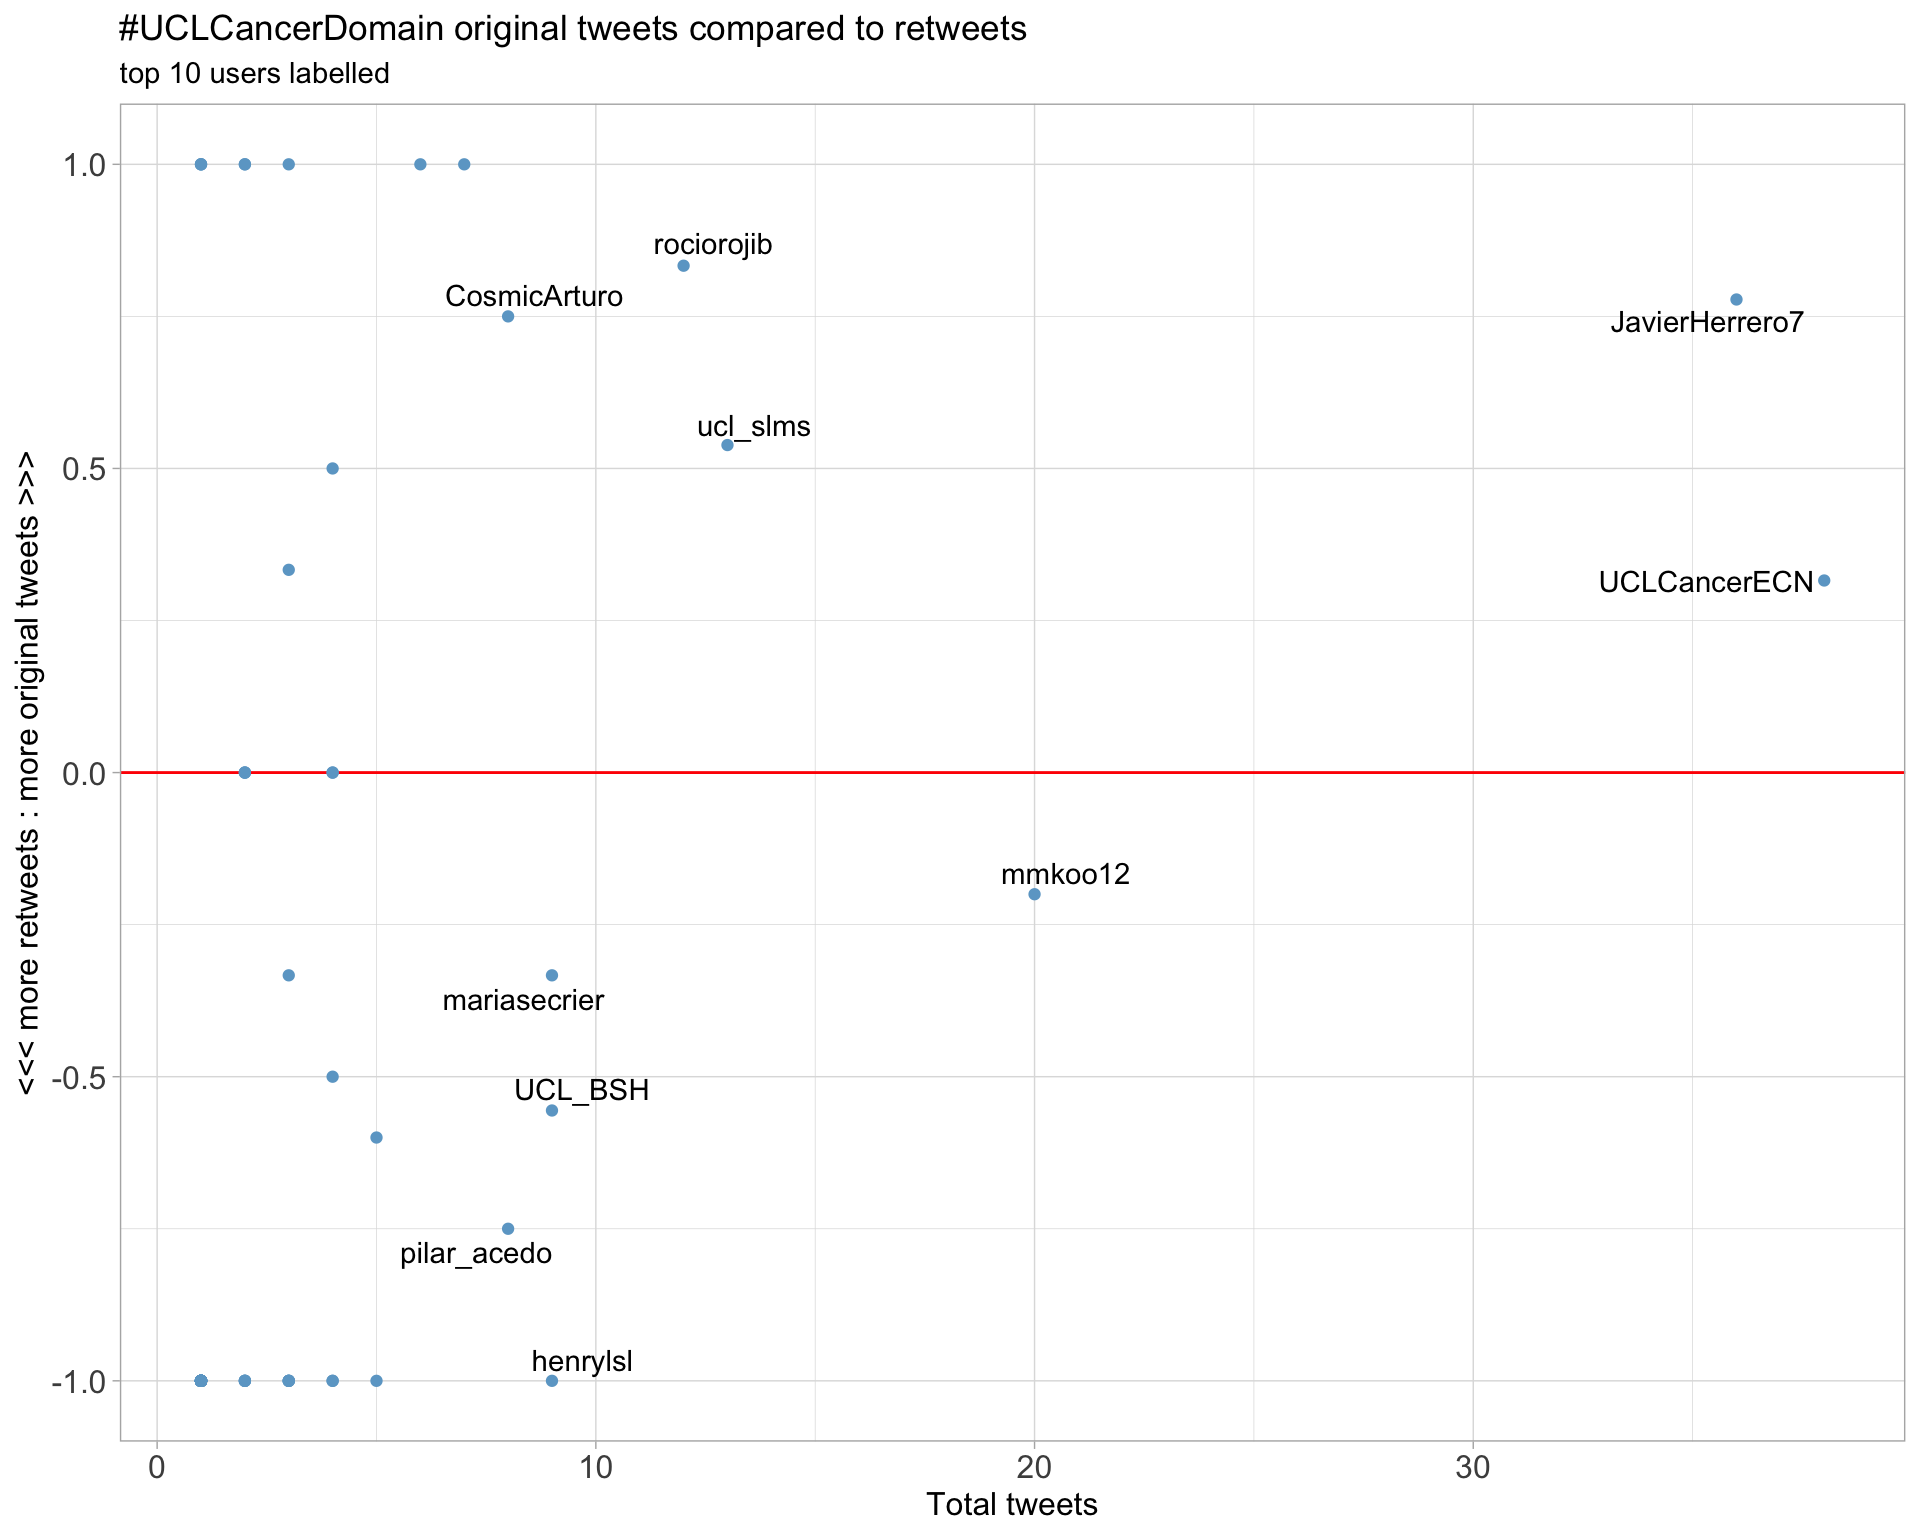 #UCLCancerDomain original tweets compared to retweets
top 10 users labelled
<<< more retweets : more original tweets >>>
1.0
0.5
0.0
-0.5
-1.0
rociorojib
CosmicArturo
JavierHerrero7
ucl_slms
UCLCancerECN
mmkoo12
mariasecrier
UCL_BSH
pilar_acedo
henrylsl
0
10
20
30
Total tweets